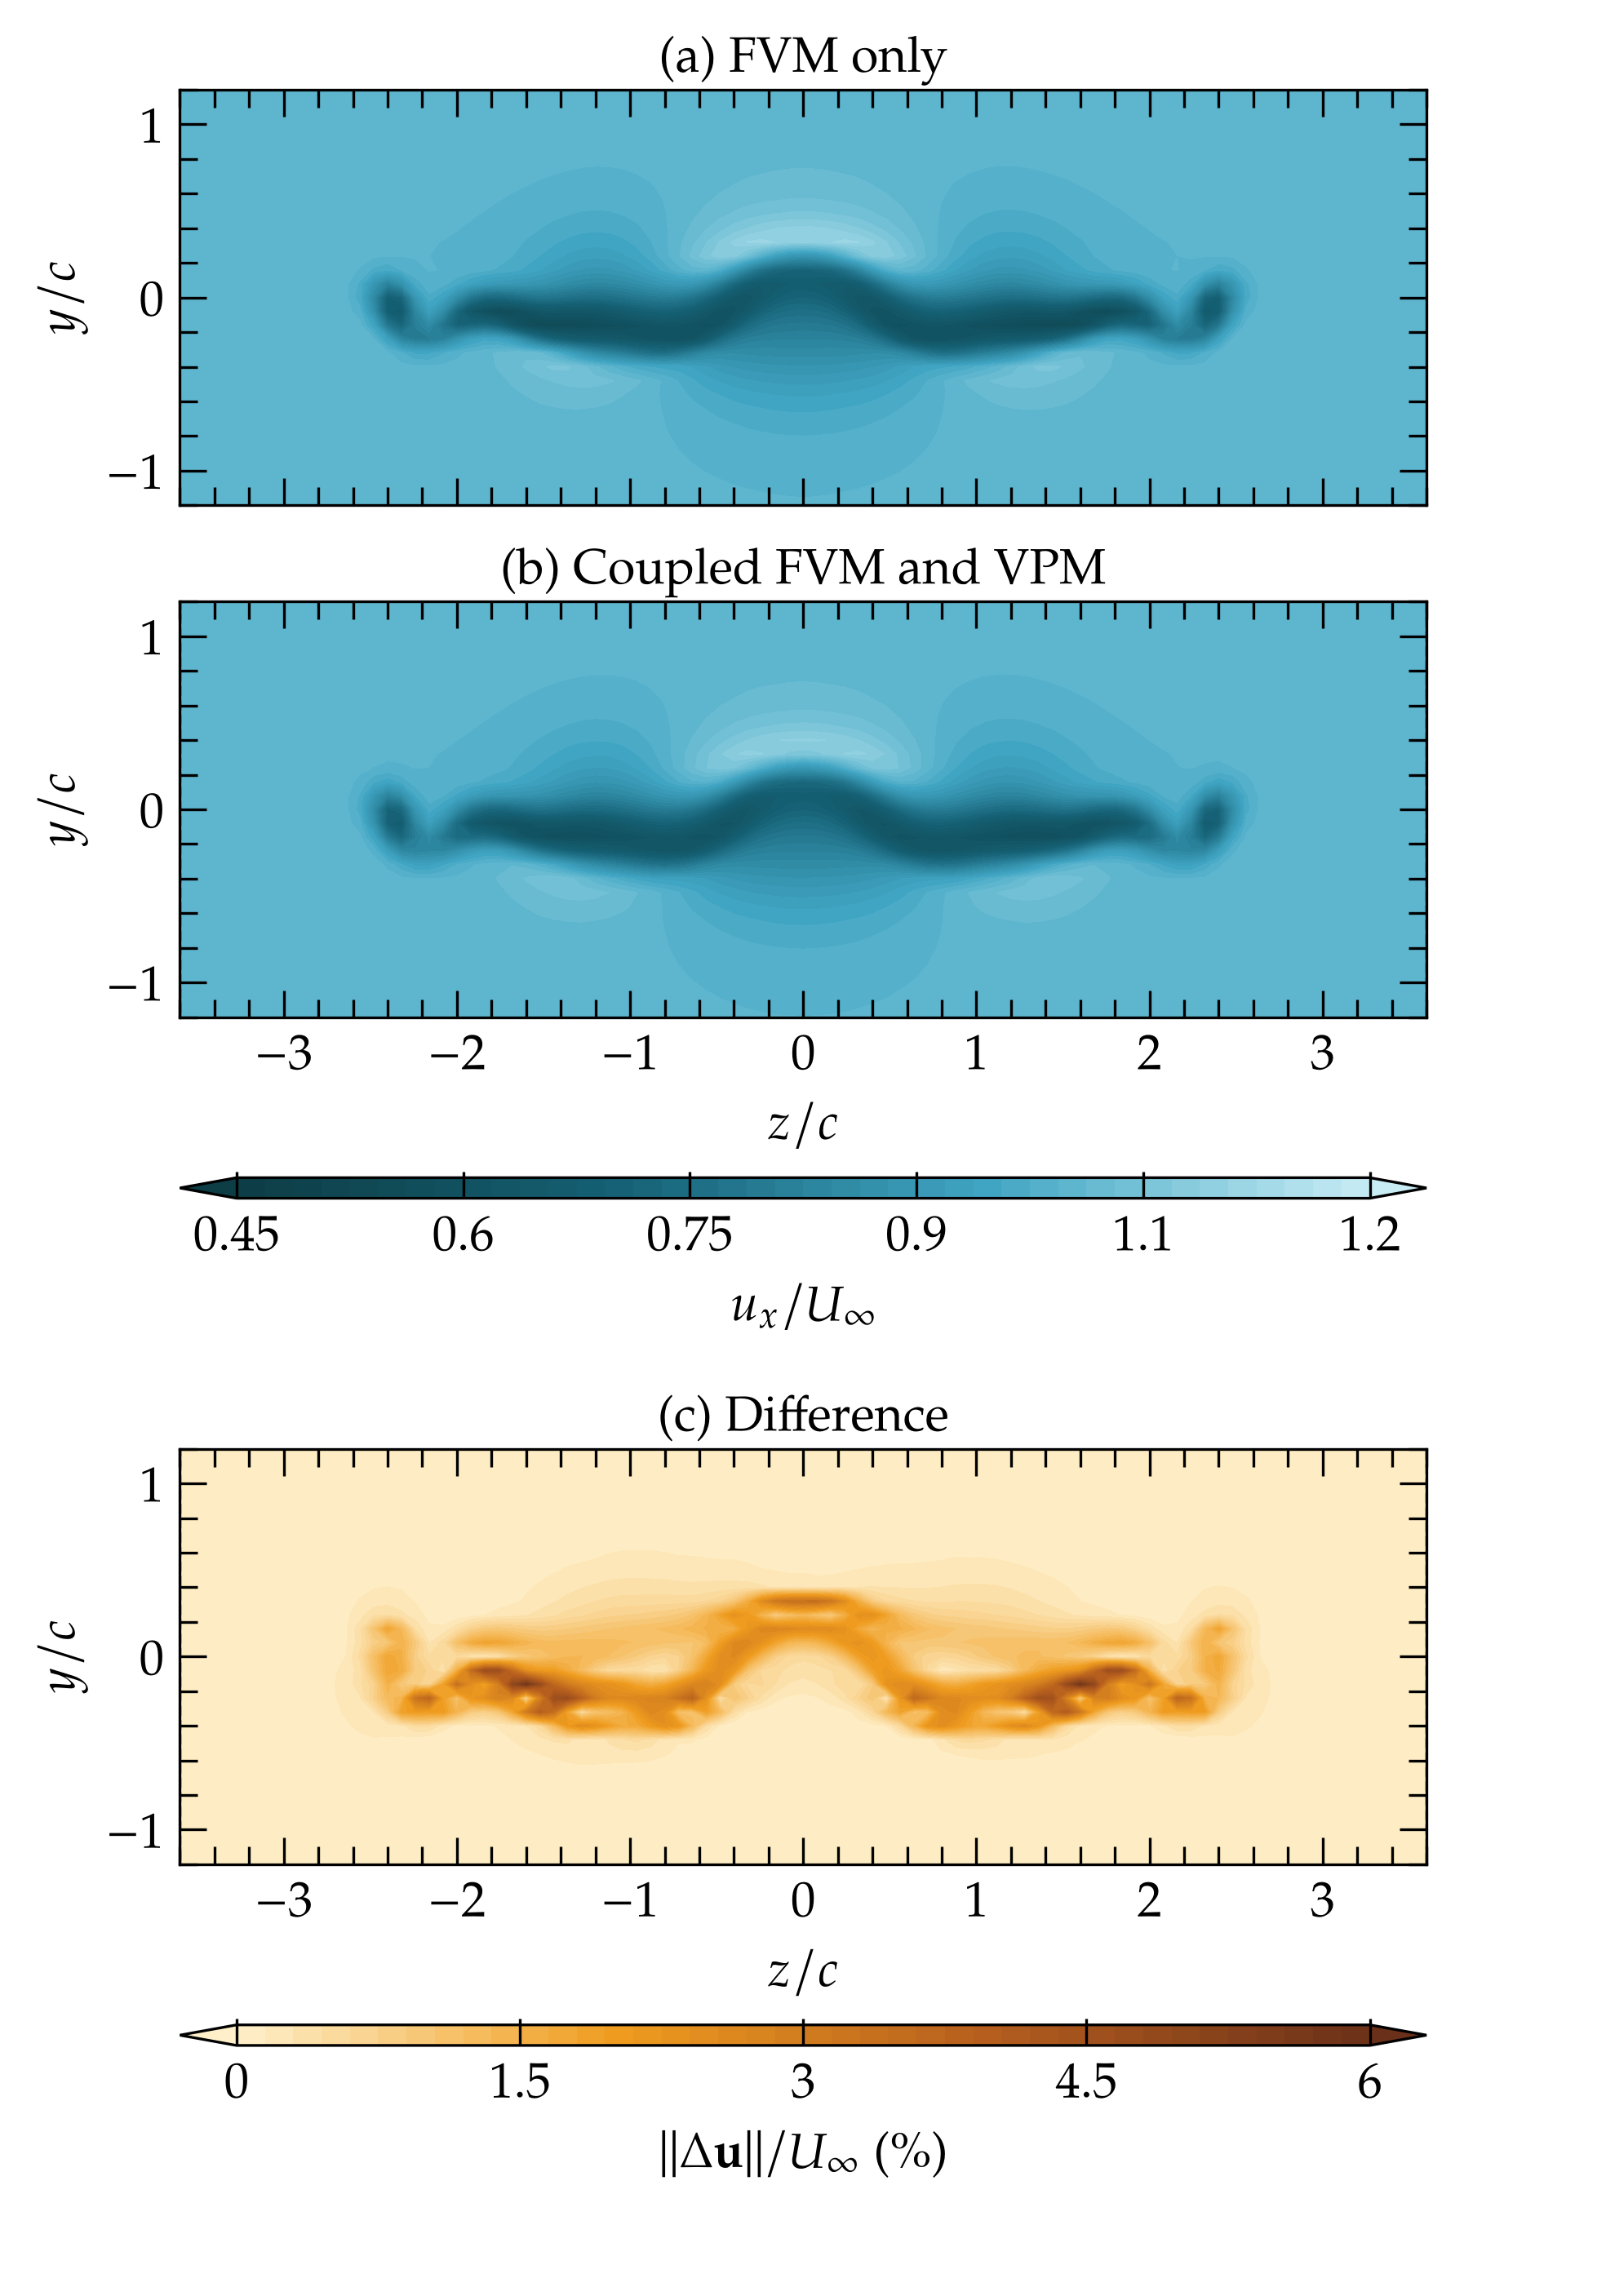 (a) FVM only
1
0
−1
y/c
(b) Coupled FVM and VPM
1
0
−1
y/c
−3 −2 −1 0 1 2 3
z/c
0.45 0.6 0.75 0.9 1.1 1.2
u_x/U_∞
(c) Difference
1
0
−1
y/c
−3 −2 −1 0 1 2 3
z/c
0 1.5 3 4.5 6
||Δu||/U_∞ (%)